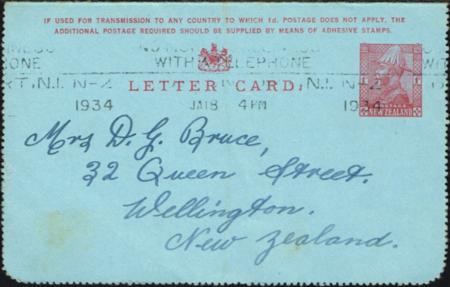 IF USED FOR TRANSMISSION TO ANY COUNTRY TO WHICH 1d. POSTAGE DOES NOT APPLY, THE
ADDITIONAL POSTAGE REQUIRED SHOULD BE SUPPLIED BY MEANS OF ADHESIVE STAMPS.
WITH A TELEPHONE
LETTER CARD.
N.I. N-Z
1934 JA18 4PM 1934
POSTAGE
NEW ZEALAND
Mrs D. G. Bruce,
32 Queen Street.
Wellington.
New Zealand.